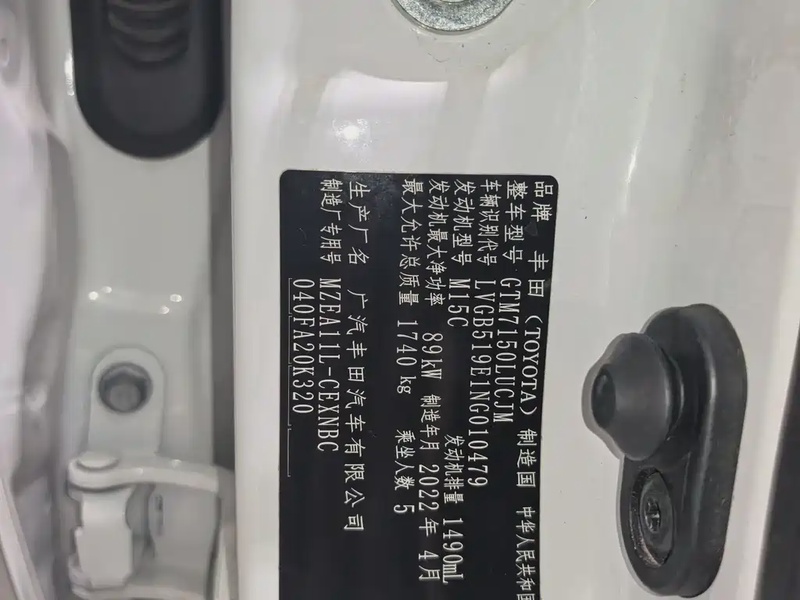 品牌 丰田（TOYOTA） 制造国 中华人民共和国
整车型号 GTM7150LUCJM
车辆识别代号 LVGB519E1NG010479
发动机型号 M15C 发动机排量 1490mL
发动机最大净功率 89kW 制造年月 2022年4月
最大允许总质量 1740kg 乘坐人数 5
生产厂名 广汽丰田汽车有限公司
制造厂专用号 MZEA11L-CEXNBC
040FA20K320